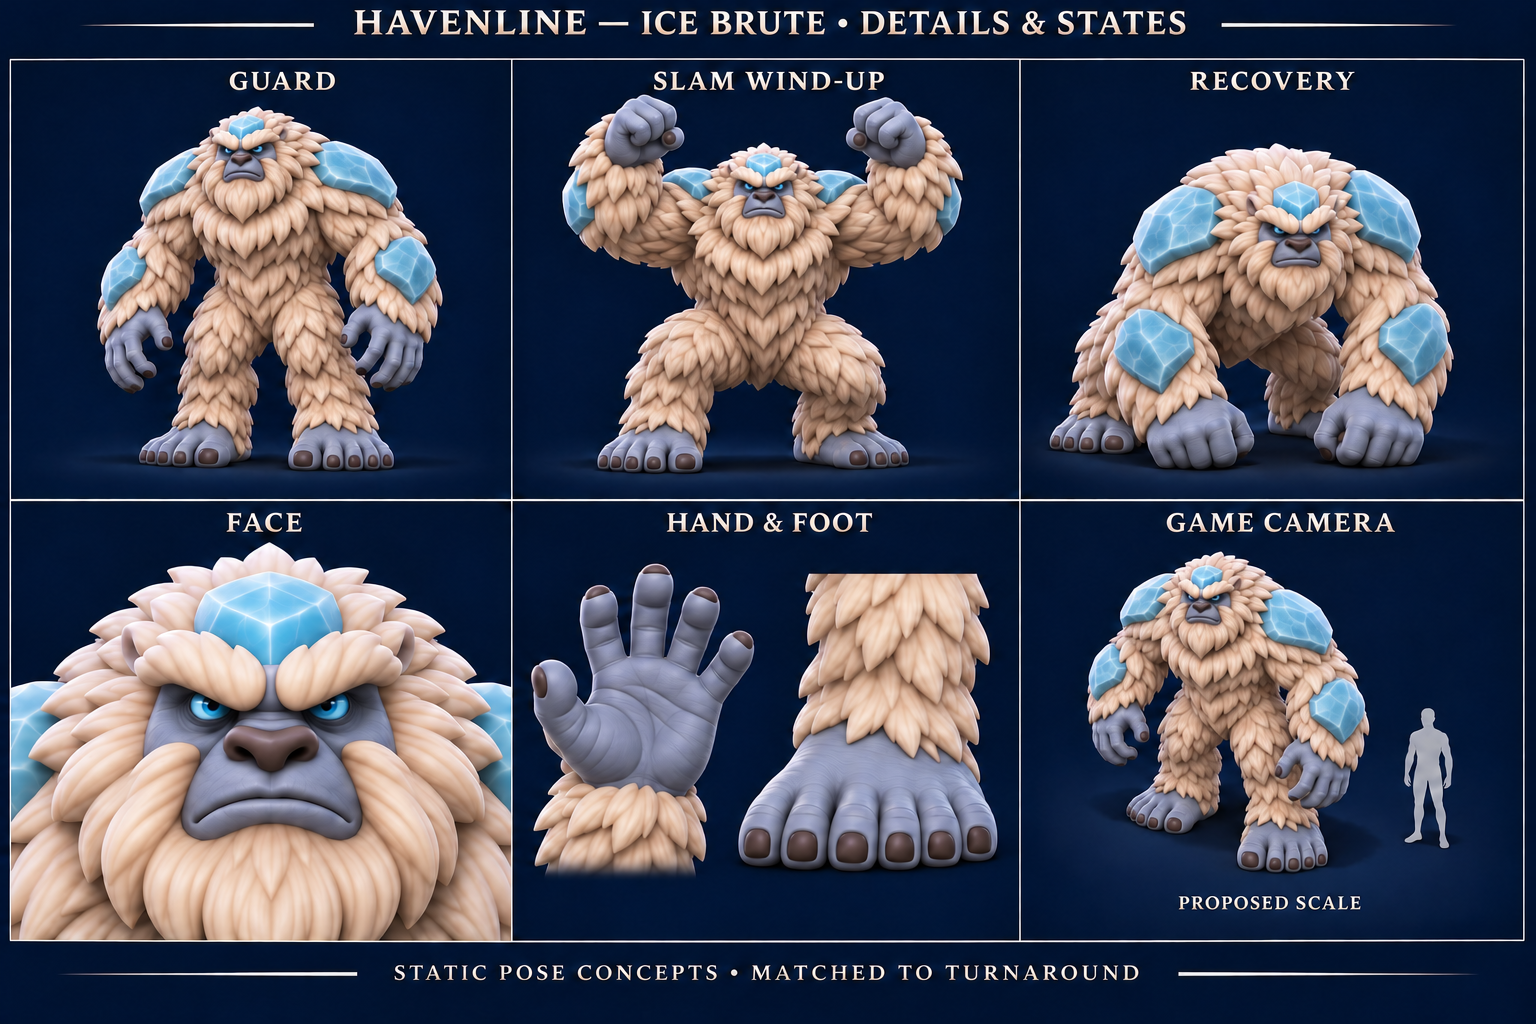 HAVENLINE — ICE BRUTE • DETAILS & STATES
GUARD
SLAM WIND-UP
RECOVERY
FACE
HAND & FOOT
GAME CAMERA
PROPOSED SCALE
STATIC POSE CONCEPTS • MATCHED TO TURNAROUND